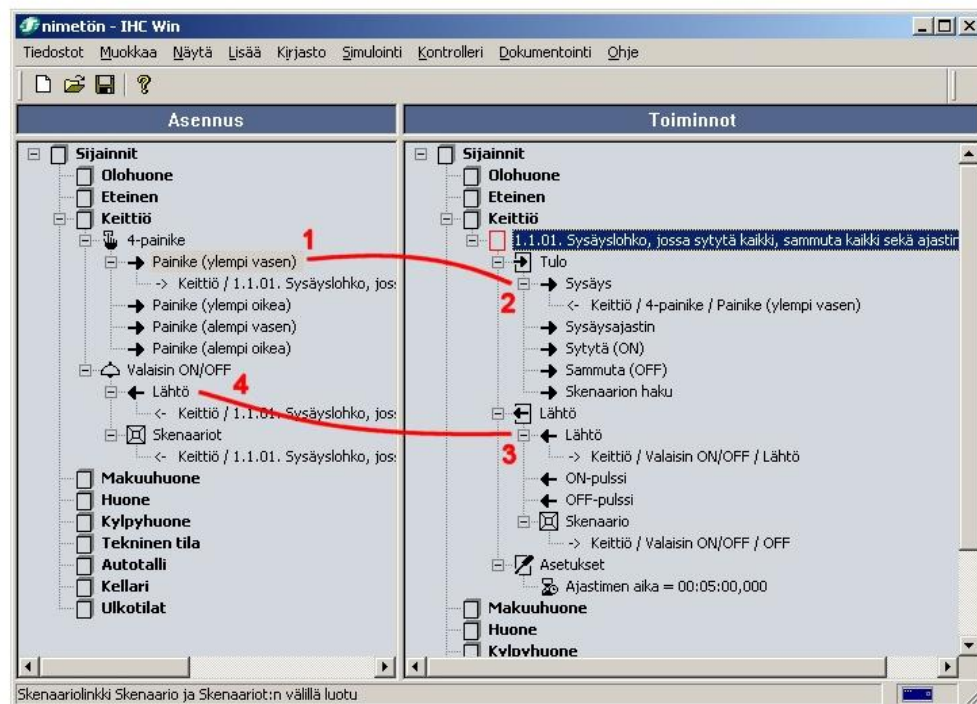 nimetön - IHC Win
Tiedostot Muokkaa Näytä Lisää Kirjasto Simulointi Kontrolleri Dokumentointi Ohje
Asennus
Sijainnit
Olohuone
Eteinen
Keittiö
4-painike
1
Painike (ylempi vasen)
-> Keittiö / 1.1.01. Sysäyslohko, jos
Painike (ylempi oikea)
Painike (alempi vasen)
Painike (alempi oikea)
Valaisin ON/OFF
Lähtö
4
<- Keittiö / 1.1.01. Sysäyslohko, jos
Skenaariot
<- Keittiö / 1.1.01. Sysäyslohko, jos
Makuuhuone
Huone
Kylpyhuone
Tekninen tila
Autotalli
Kellari
Ulkotilat
Toiminnot
Sijainnit
Olohuone
Eteinen
Keittiö
1.1.01. Sysäyslohko, jossa sytytä kaikki, sammuta kaikki sekä ajastin
Tulo
Sysäys
2
<- Keittiö / 4-painike / Painike (ylempi vasen)
Sysäysajastin
Sytytä (ON)
Sammuta (OFF)
Skenaarion haku
Lähtö
Lähtö
3
-> Keittiö / Valaisin ON/OFF / Lähtö
ON-pulssi
OFF-pulssi
Skenaario
-> Keittiö / Valaisin ON/OFF / OFF
Asetukset
Ajastimen aika = 00:05:00,000
Makuuhuone
Huone
Kylpyhuone
Skenaariolinkki Skenaario ja Skenaariot:n välillä luotu